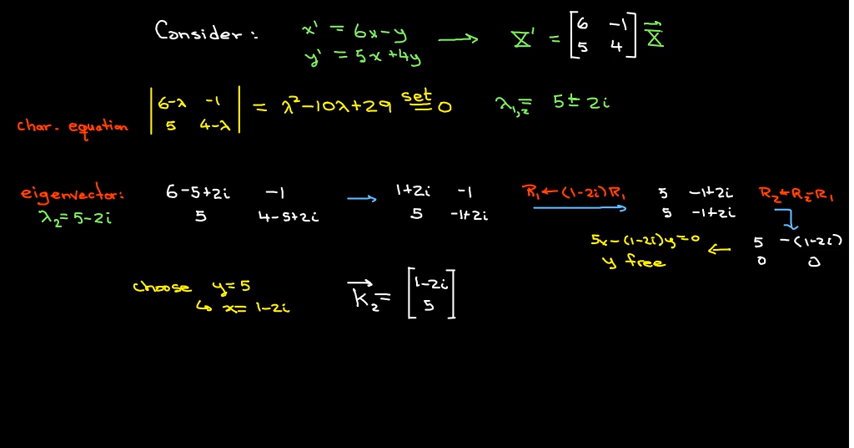 Consider: x' = 6x-y → X' = [6 -1; 5 4] X
y' = 5x+4y
|6-λ -1; 5 4-λ| = λ²-10λ+29 set = 0 λ₁,₂ = 5 ± 2i
char. equation
eigenvector: 6-5+2i -1 → 1+2i -1 R₁←(1-2i)R₁ 5 -1+2i R₂←R₂-R₁
λ₂=5-2i 5 4-5+2i 5 -1+2i 5 -1+2i
5x-(1-2i)y=0 ← 5 -(1-2i)
y free 0 0
choose y=5 K₂ = [1-2i; 5]
↳ x=1-2i